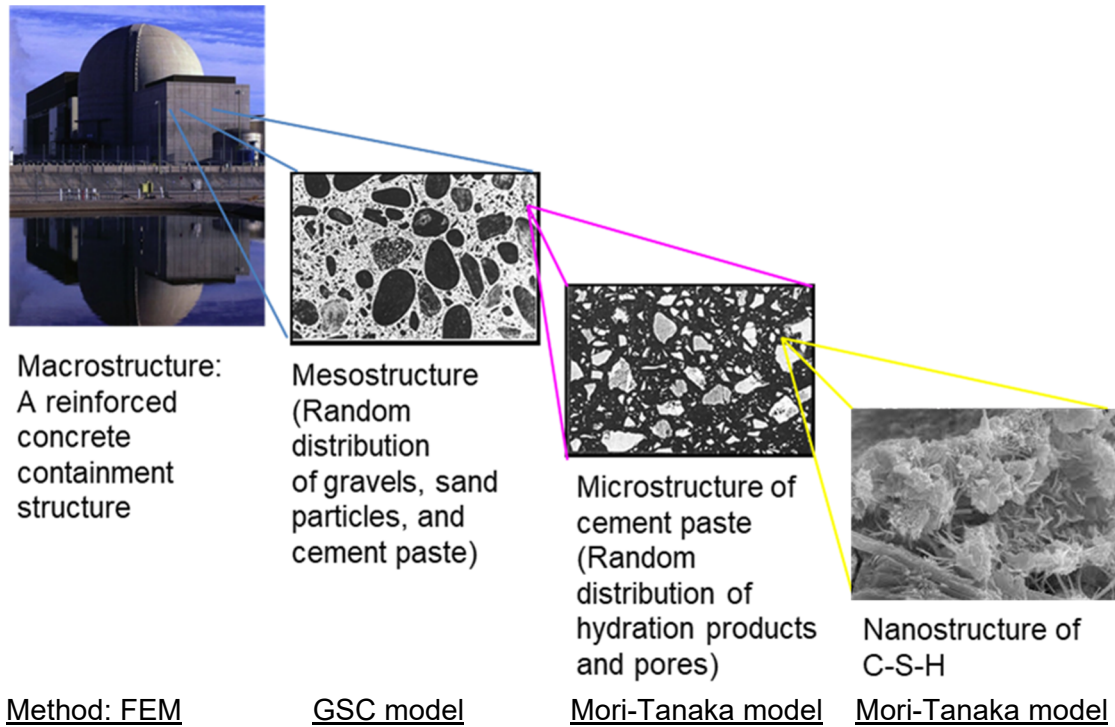 Macrostructure:
A reinforced
concrete
containment
structure
Mesostructure
(Random
distribution
of gravels, sand
particles, and
cement paste)
Microstructure of
cement paste
(Random
distribution of
hydration products
and pores)
Nanostructure of
C-S-H
Method: FEM
GSC model
Mori-Tanaka model
Mori-Tanaka model